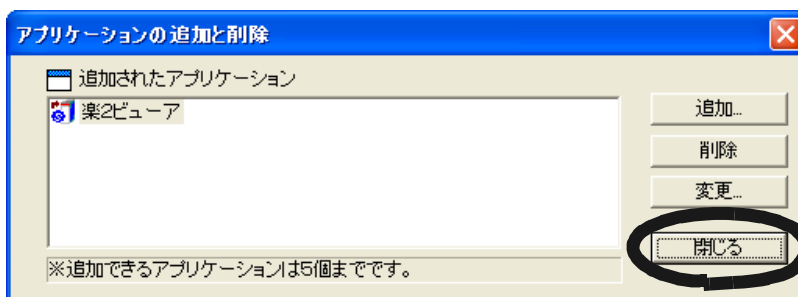 アプリケーションの追加と削除
追加されたアプリケーション
楽2ビューア
追加...
削除
変更...
閉じる
※追加できるアプリケーションは5個までです。